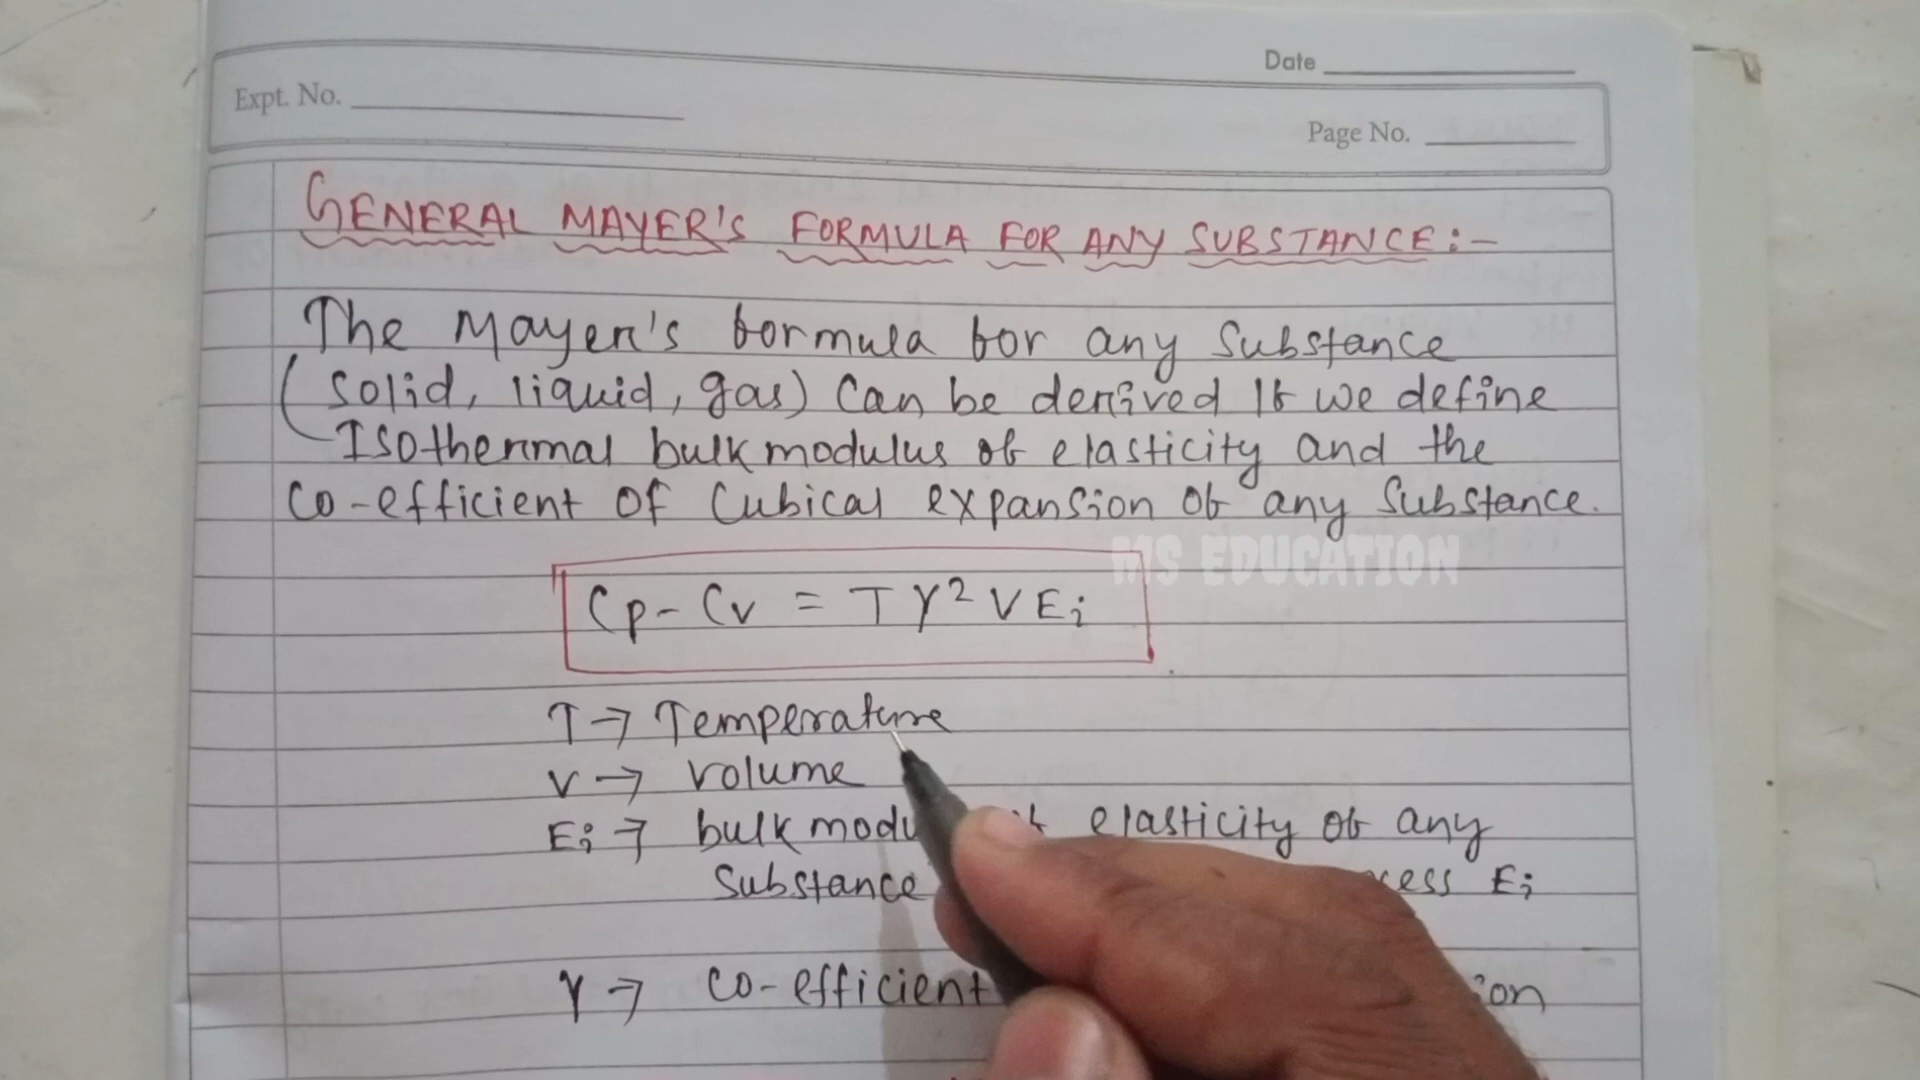 Date
Expt. No.
Page No.
GENERAL MAYER'S FORMULA FOR ANY SUBSTANCE:-
The Mayer's formula for any Substance
(solid, liquid, gas) Can be derived If we define
Isothermal bulk modulus of elasticity and the
Co-efficient OF Cubical expansion Of any Substance.
MS EDUCATION
Cp - Cv = T γ² V Ei
T → Temperature
V → Volume
Ei → bulk elasticity of any
Substance Ei
γ → Co-efficient